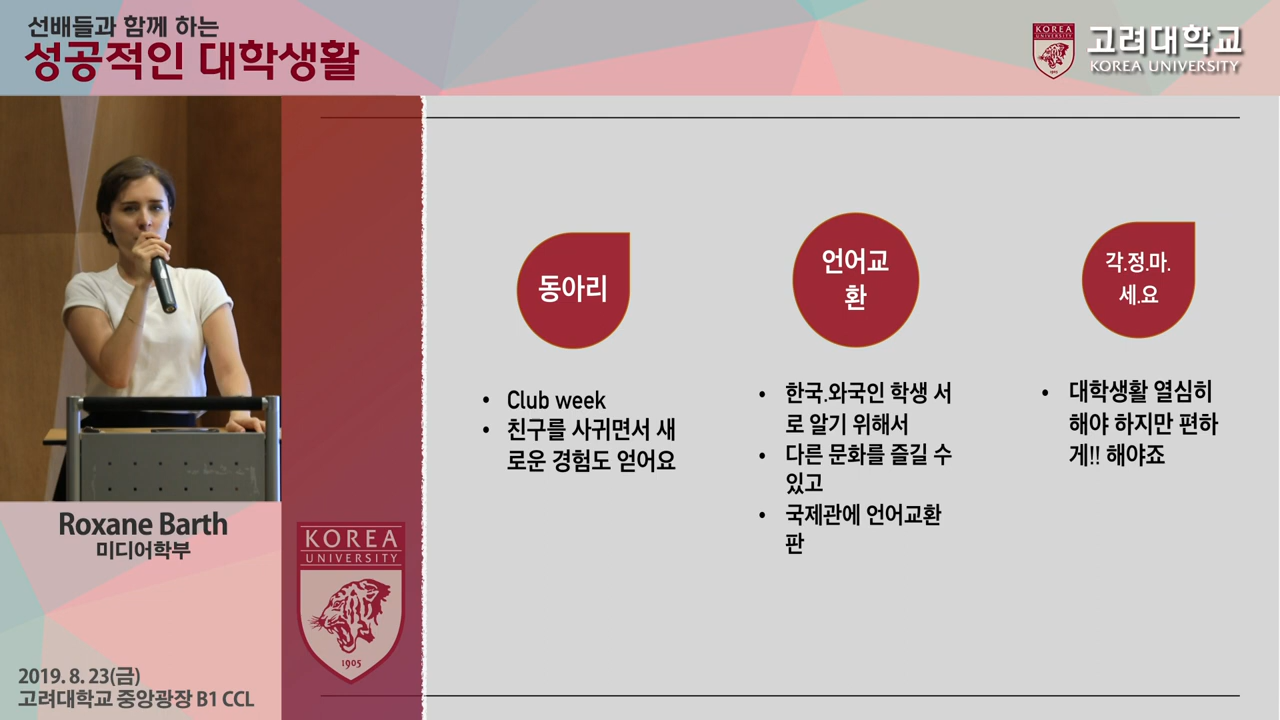 선배들과 함께 하는
성공적인 대학생활
KOREA
UNIVERSITY
고려대학교
KOREA UNIVERSITY
동아리
• Club week
• 친구를 사귀면서 새
로운 경험도 얻어요
언어교
환
• 한국.와국인 학생 서
로 알기 위해서
• 다른 문화를 즐길 수
있고
• 국제관에 언어교환
판
각.정.마.
세.요
• 대학생활 열심히
해야 하지만 편하
게!! 해야죠
Roxane Barth
미디어학부
KOREA
UNIVERSITY
1905
2019. 8. 23(금)
고려대학교 중앙광장 B1 CCL